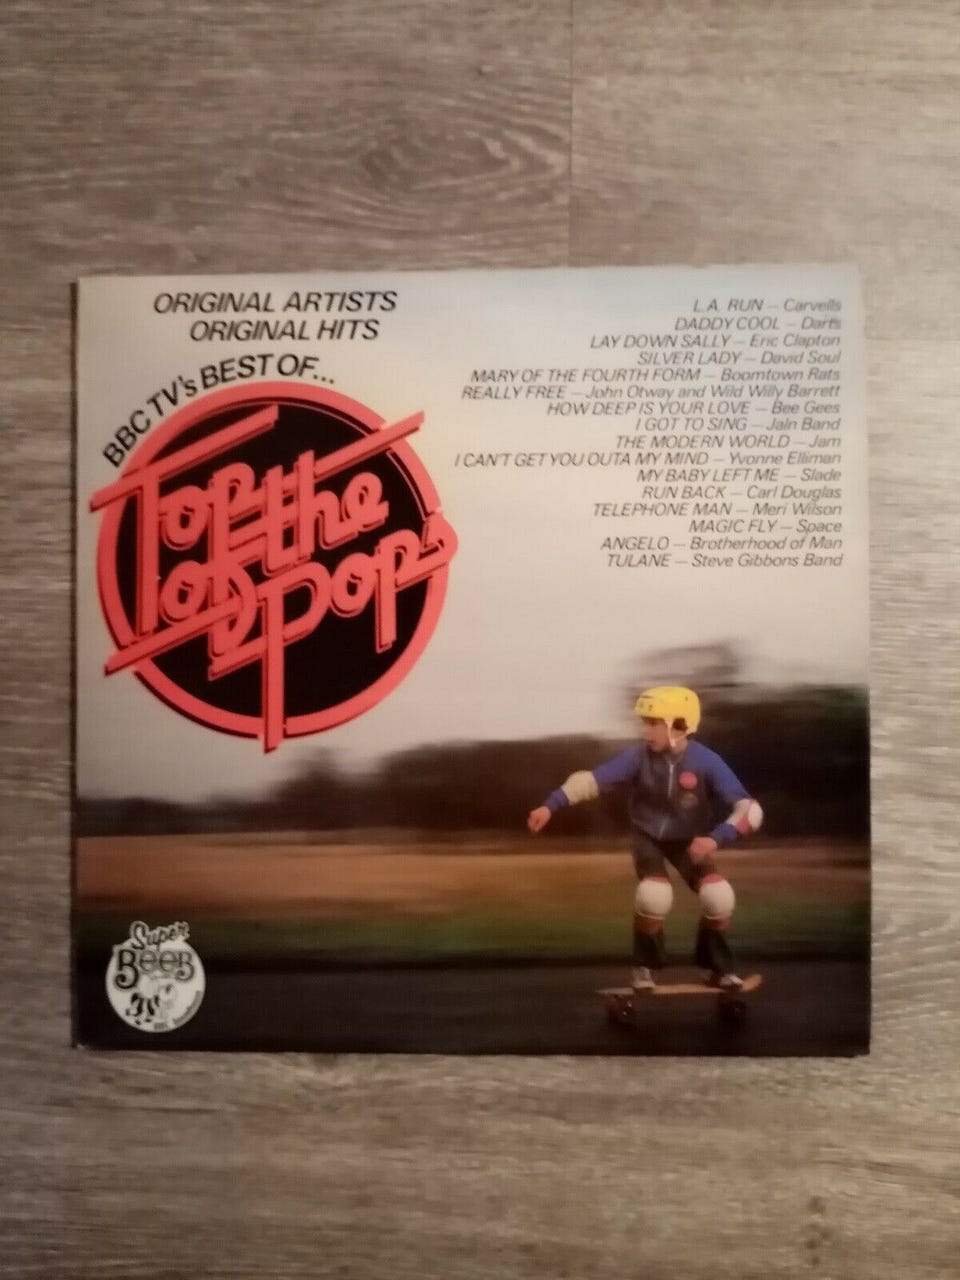 ORIGINAL ARTISTS
ORIGINAL HITS
BBC TV's BEST OF...
Top of the Pops
L.A. RUN — Carvells
DADDY COOL — Darts
LAY DOWN SALLY — Eric Clapton
SILVER LADY — David Soul
MARY OF THE FOURTH FORM — Boomtown Rats
REALLY FREE — John Otway and Wild Willy Barrett
HOW DEEP IS YOUR LOVE — Bee Gees
I GOT TO SING — Jaln Band
THE MODERN WORLD — Jam
I CAN'T GET YOU OUTA MY MIND — Yvonne Elliman
MY BABY LEFT ME — Slade
RUN BACK — Carl Douglas
TELEPHONE MAN — Meri Wilson
MAGIC FLY — Space
ANGELO — Brotherhood of Man
TULANE — Steve Gibbons Band
Super
BEEB
BBC